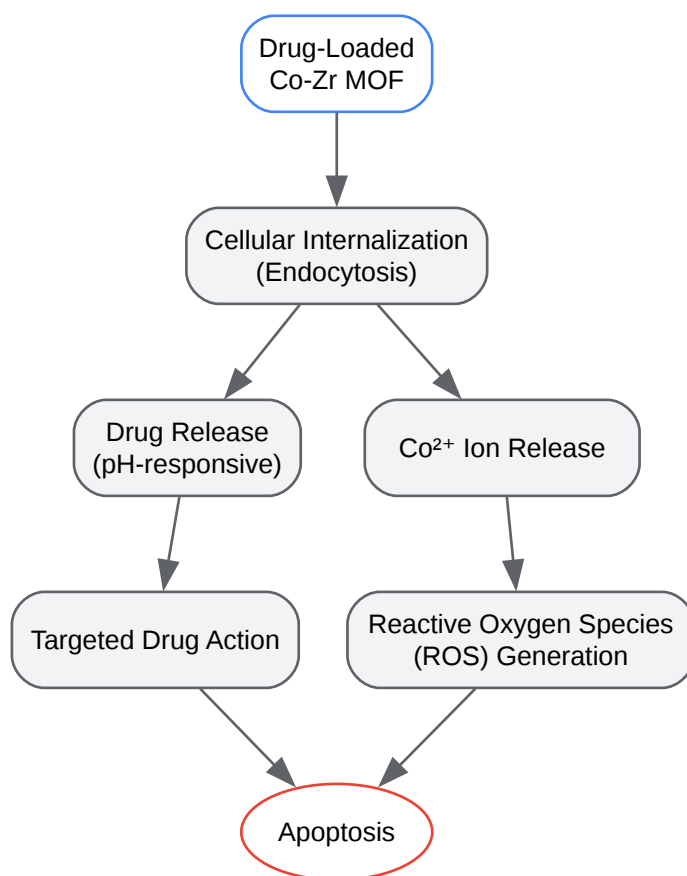 Drug-Loaded
Co-Zr MOF
Cellular Internalization
(Endocytosis)
Drug Release
(pH-responsive)
Co²⁺ Ion Release
Targeted Drug Action
Reactive Oxygen Species
(ROS) Generation
Apoptosis